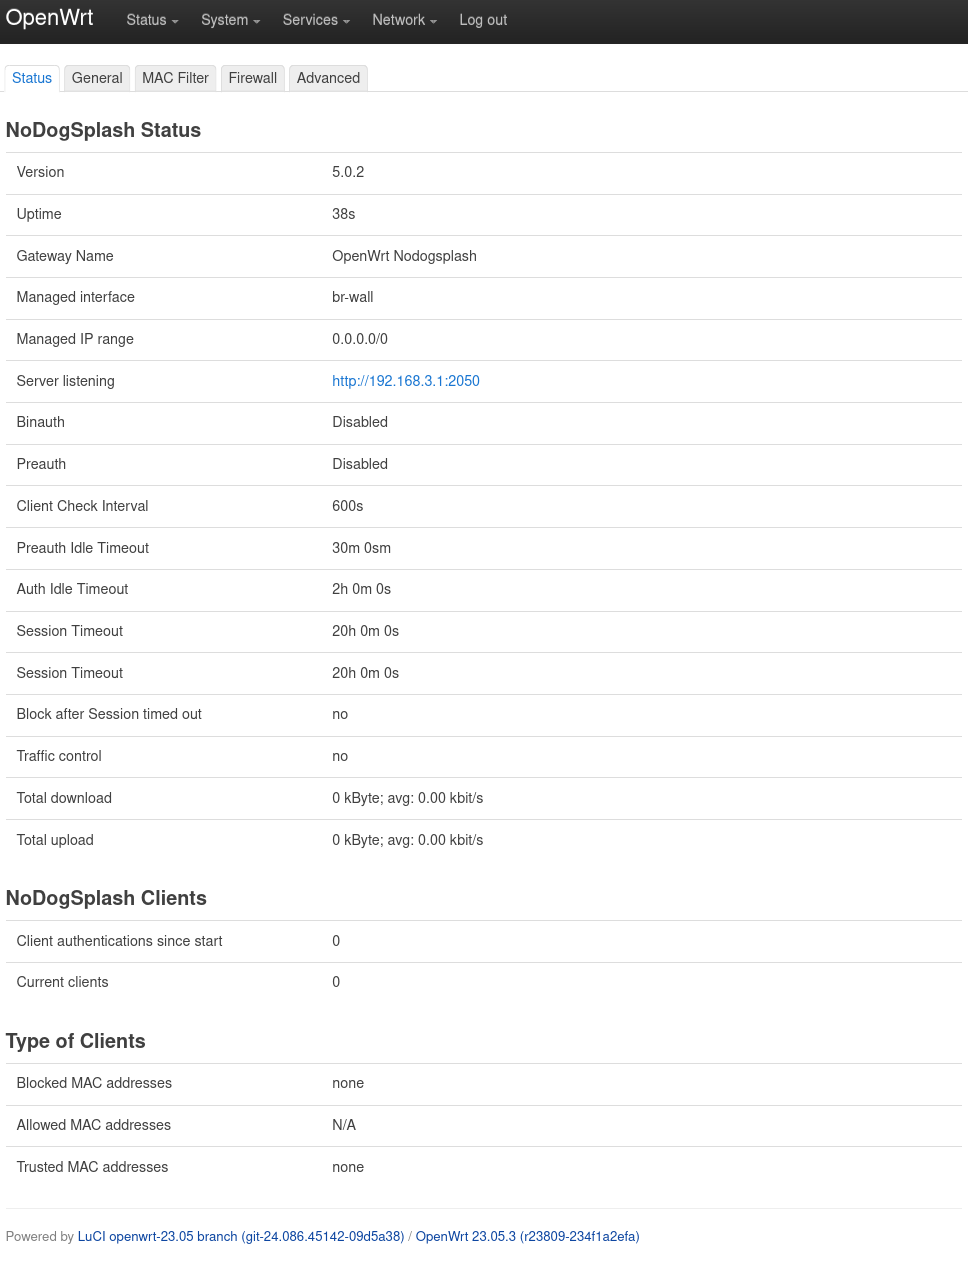 OpenWrt Status System Services Network Log out
Status General MAC Filter Firewall Advanced
NoDogSplash Status
Version 5.0.2
Uptime 38s
Gateway Name OpenWrt Nodogsplash
Managed interface br-wall
Managed IP range 0.0.0.0/0
Server listening http://192.168.3.1:2050
Binauth Disabled
Preauth Disabled
Client Check Interval 600s
Preauth Idle Timeout 30m 0sm
Auth Idle Timeout 2h 0m 0s
Session Timeout 20h 0m 0s
Session Timeout 20h 0m 0s
Block after Session timed out no
Traffic control no
Total download 0 kByte; avg: 0.00 kbit/s
Total upload 0 kByte; avg: 0.00 kbit/s
NoDogSplash Clients
Client authentications since start 0
Current clients 0
Type of Clients
Blocked MAC addresses none
Allowed MAC addresses N/A
Trusted MAC addresses none
Powered by LuCI openwrt-23.05 branch (git-24.086.45142-09d5a38) / OpenWrt 23.05.3 (r23809-234f1a2efa)